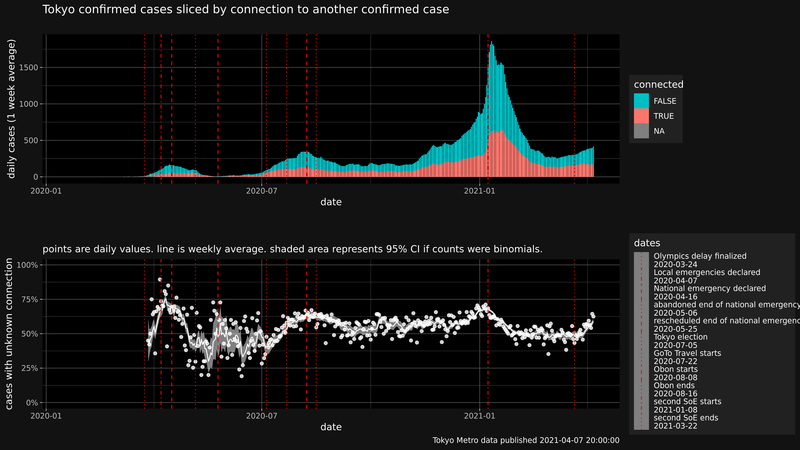 Tokyo confirmed cases sliced by connection to another confirmed case
daily cases (1 week average)
1500
1000
500
0
2020-01
2020-07
2021-01
date
connected
FALSE
TRUE
NA
points are daily values. line is weekly average. shaded area represents 95% CI if counts were binomials.
cases with unknown connection
100%
75%
50%
25%
0%
2020-01
2020-07
2021-01
date
dates
Olympics delay finalized
2020-03-24
Local emergencies declared
2020-04-07
National emergency declared
2020-04-16
abandoned end of national emergency
2020-05-06
rescheduled end of national emergenc
2020-05-25
Tokyo election
2020-07-05
GoTo Travel starts
2020-07-22
Obon starts
2020-08-08
Obon ends
2020-08-16
second SoE starts
2021-01-08
second SoE ends
2021-03-22
Tokyo Metro data published 2021-04-07 20:00:00